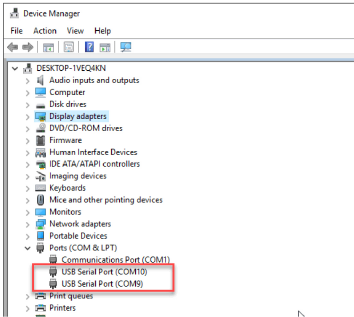 Device Manager
File Action View Help
DESKTOP-1VEQ4KN
Audio inputs and outputs
Computer
Disk drives
Display adapters
DVD/CD-ROM drives
Firmware
Human Interface Devices
IDE ATA/ATAPI controllers
Imaging devices
Keyboards
Mice and other pointing devices
Monitors
Network adapters
Portable Devices
Ports (COM & LPT)
Communications Port (COM1)
USB Serial Port (COM10)
USB Serial Port (COM9)
Print queues
Printers